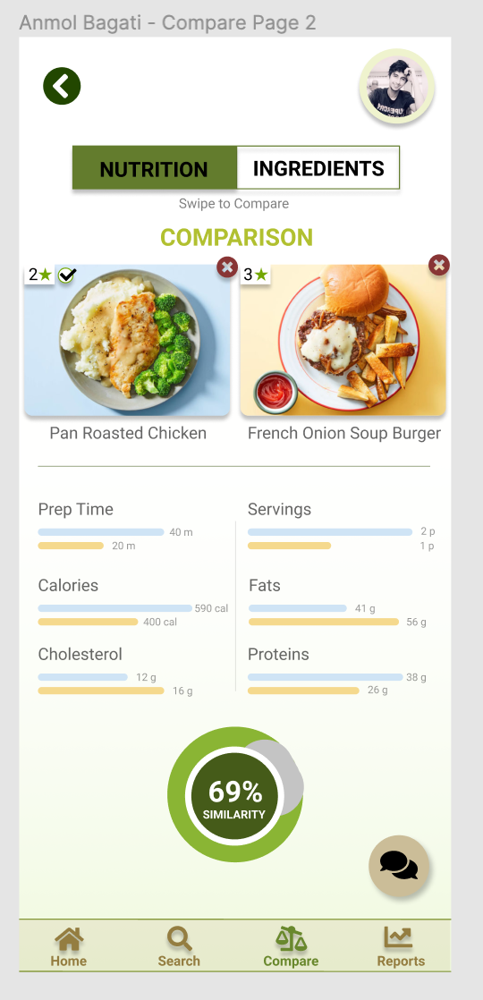 Anmol Bagati - Compare Page 2
NUTRITION
INGREDIENTS
Swipe to Compare
COMPARISON
2
3
Pan Roasted Chicken
French Onion Soup Burger
Prep Time
40 m
20 m
Servings
2 p
1 p
Calories
590 cal
400 cal
Fats
41 g
56 g
Cholesterol
12 g
16 g
Proteins
38 g
26 g
69%
SIMILARITY
Home
Search
Compare
Reports